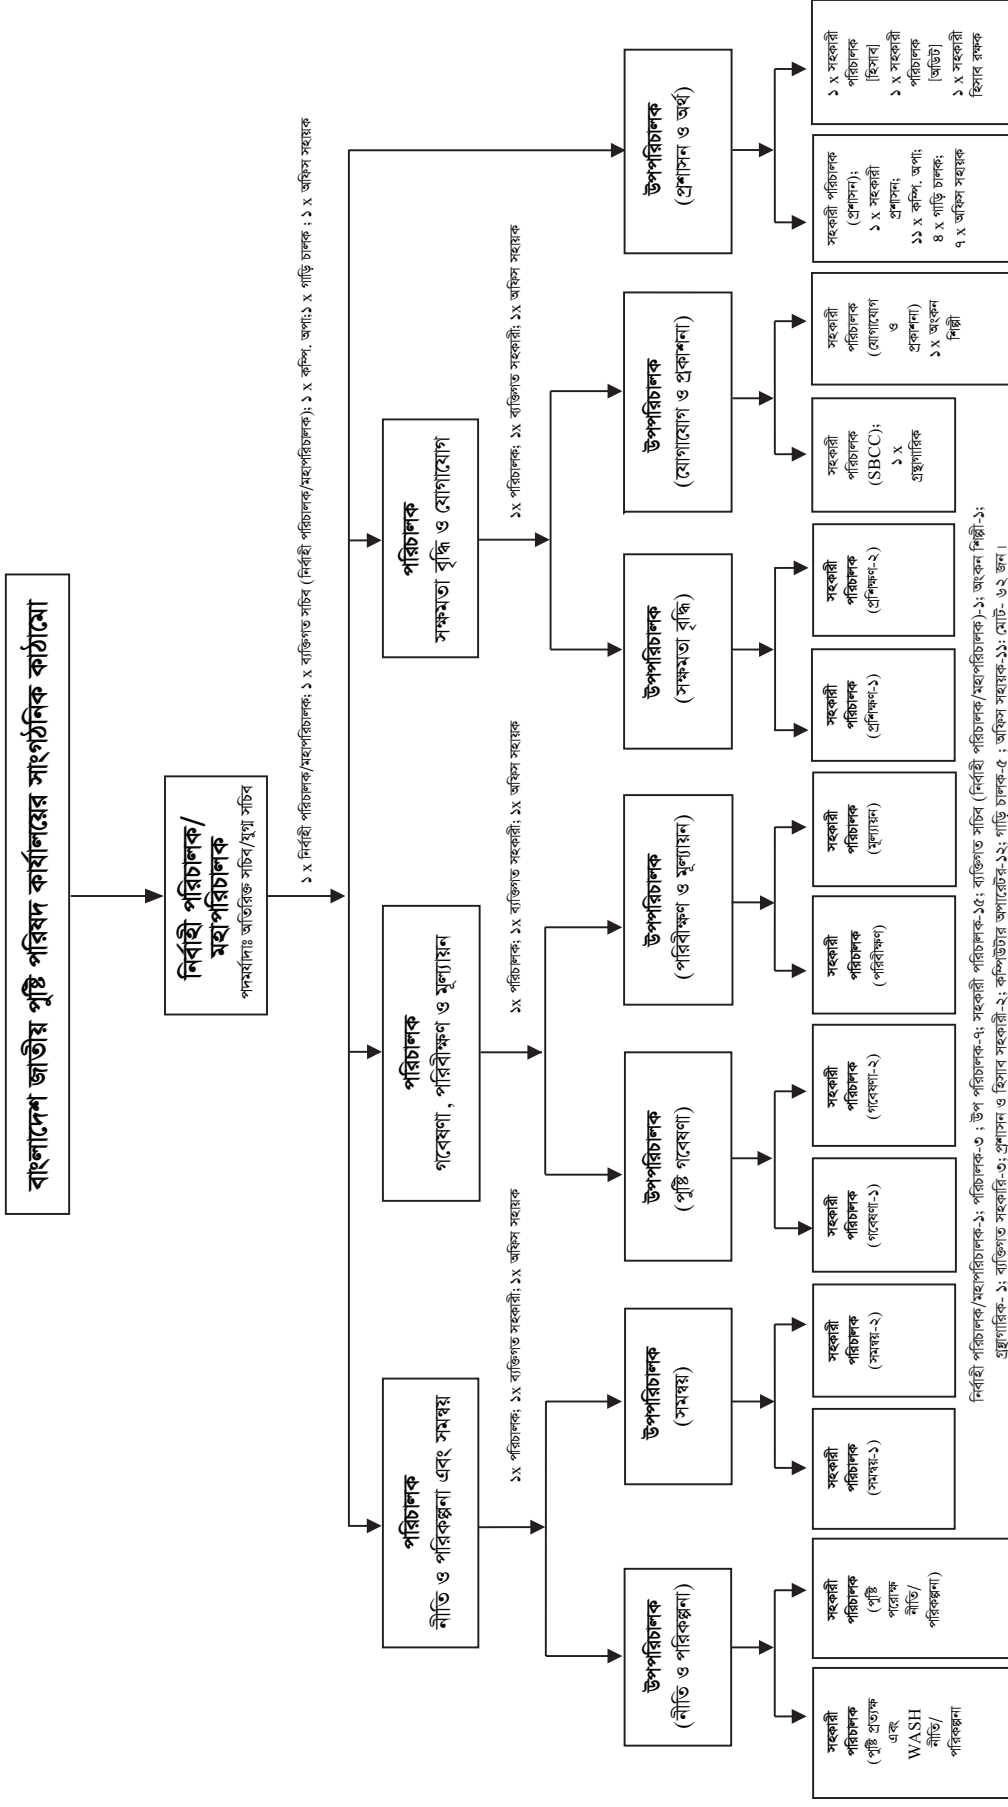 বাংলাদেশ জাতীয় পুষ্টি পরিষদ কার্যালয়ের সাংগঠনিক কাঠামো
নির্বাহী পরিচালক/
মহাপরিচালক
পদমর্যাদাঃ অতিরিক্ত সচিব/যুগ্ম সচিব
১ x নির্বাহী পরিচালক/মহাপরিচালক; ১ x ব্যক্তিগত সচিব (নির্বাহী পরিচালক/মহাপরিচালক); ১ x কম্পি. অপা;১ x গাড়ি চালক ; ১ x অফিস সহায়ক
পরিচালক
নীতি ও পরিকল্পনা এবং সমন্বয়
পরিচালক
গবেষণা , পরিবীক্ষণ ও মূল্যায়ন
পরিচালক
সক্ষমতা বৃদ্ধি ও যোগাযোগ
১x পরিচালক; ১x ব্যক্তিগত সহকারী; ১x অফিস সহায়ক
১x পরিচালক; ১x ব্যক্তিগত সহকারী; ১x অফিস সহায়ক
১x পরিচালক; ১x ব্যক্তিগত সহকারী; ১x অফিস সহায়ক
উপপরিচালক
(নীতি ও পরিকল্পনা)
উপপরিচালক
(সমন্বয়)
উপপরিচালক
(পুষ্টি গবেষণা)
উপপরিচালক
(পরিবীক্ষণ ও মূল্যায়ন)
উপপরিচালক
(সক্ষমতা বৃদ্ধি)
উপপরিচালক
(যোগাযোগ ও প্রকাশনা)
উপপরিচালক
(প্রশাসন ও অর্থ)
সহকারী
পরিচালক
(পুষ্টি প্রত্যক্ষ
এবং
WASH
নীতি/
পরিকল্পনা
সহকারী
পরিচালক
(পুষ্টি
পরোক্ষ
নীতি/
পরিকল্পনা)
সহকারী
পরিচালক
(সমন্বয়-১)
সহকারী
পরিচালক
(সমন্বয়-২)
সহকারী
পরিচালক
(গবেষণা-১)
সহকারী
পরিচালক
(গবেষণা-২)
সহকারী
পরিচালক
(পরিবীক্ষণ)
সহকারী
পরিচালক
(মূল্যায়ন)
সহকারী
পরিচালক
(প্রশিক্ষণ-১)
সহকারী
পরিচালক
(প্রশিক্ষণ-২)
সহকারী
পরিচালক
(SBCC);
১ x
গ্রন্থাগারিক
সহকারী
পরিচালক
(যোগাযোগ
ও
প্রকাশনা)
১ x অংকন
শিল্পী
সহকারী পরিচালক
(প্রশাসন);
১ x সহকারী
প্রশাসন;
১১ x কম্পি. অপা;
৪ x গাড়ি চালক;
৭ x অফিস সহায়ক
১ x সহকারী
পরিচালক
[হিসাব]
১ x সহকারী
পরিচালক
[অডিট]
১ x সহকারী
হিসাব রক্ষক
নির্বাহী পরিচালক/মহাপরিচালক-১; পরিচালক-৩ ; উপ পরিচালক-৭; সহকারী পরিচালক-১৫; ব্যক্তিগত সচিব (নির্বাহী পরিচালক/মহাপরিচালক)-১; অংকন শিল্পী-১;
গ্রন্থাগারিক- ১; ব্যক্তিগত সহকারি-৩; প্রশাসন ও হিসাব সহকারী-২; কম্পিউটার অপারেটর-১২; গাড়ি চালক-৫ ; অফিস সহায়ক-১১: মোট- ৬২ জন।